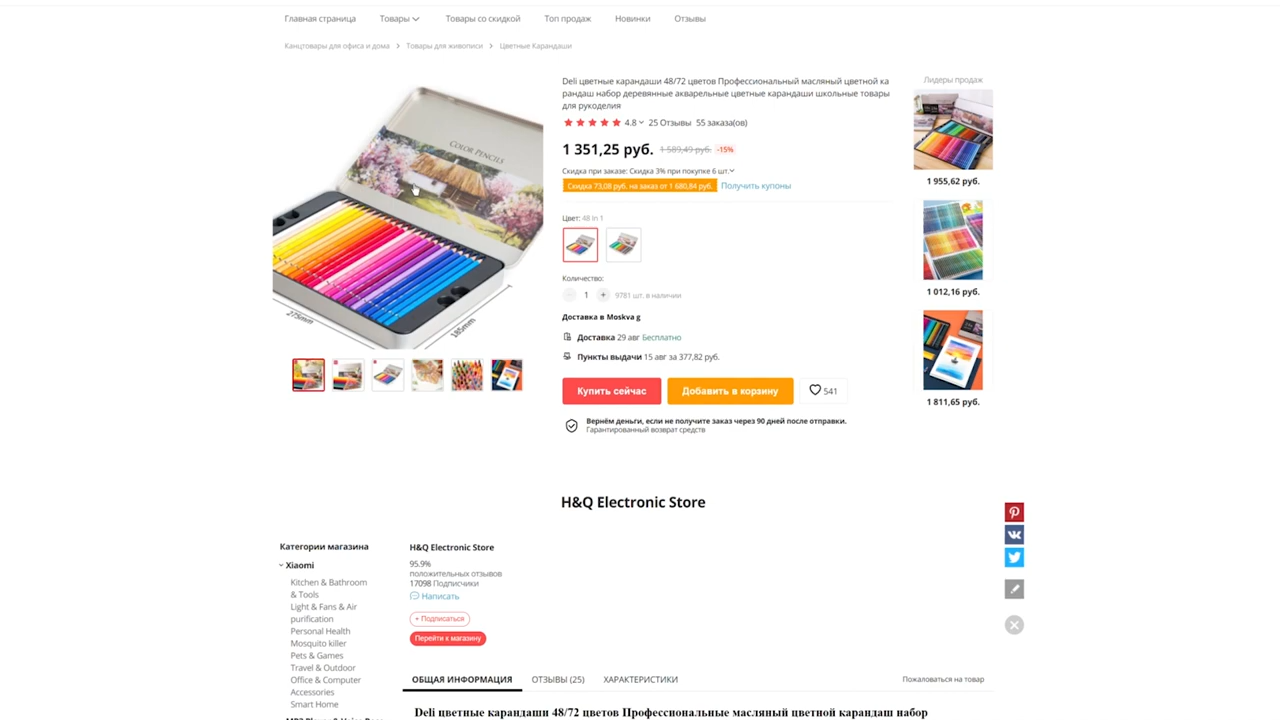 Главная страница
Товары
Товары со скидкой
Топ продаж
Новинки
Отзывы
Канцтовары для офиса и дома
Товары для живописи
Цветные Карандаши
COLOR PENCILS
275mm
185mm
Deli цветные карандаши 48/72 цветов Профессиональный масляный цветной ка
рандаш набор деревянные акварельные цветные карандаши школьные товары
для рукоделия
4.8 25 Отзывы 55 заказа(ов)
1 351,25 руб. 1 589,49 руб. -15%
Скидка при заказе: Скидка 3% при покупке 6 шт.
Скидка 73,08 руб. на заказ от 1 680,84 руб. Получить купоны
Цвет: 48 In 1
Количество:
1 + 9781 шт. в наличии
Доставка в Moskva g
Доставка 29 авг Бесплатно
Пункты выдачи 15 авг за 377,82 руб.
Купить сейчас
Добавить в корзину
541
Вернём деньги, если не получите заказ через 90 дней после отправки.
Гарантированный возврат средств
Лидеры продаж
1 955,62 руб.
1 012,16 руб.
1 811,65 руб.
H&Q Electronic Store
Категории магазина
Xiaomi
Kitchen & Bathroom
& Tools
Light & Fans & Air
purification
Personal Health
Mosquito killer
Pets & Games
Travel & Outdoor
Office & Computer
Accessories
Smart Home
H&Q Electronic Store
95.9%
положительных отзывов
17098 Подписчики
Написать
+ Подписаться
Перейти к магазину
ОБЩАЯ ИНФОРМАЦИЯ
ОТЗЫВЫ (25)
ХАРАКТЕРИСТИКИ
Пожаловаться на товар
Deli цветные карандаши 48/72 цветов Профессиональные масляный цветной карандаш набор